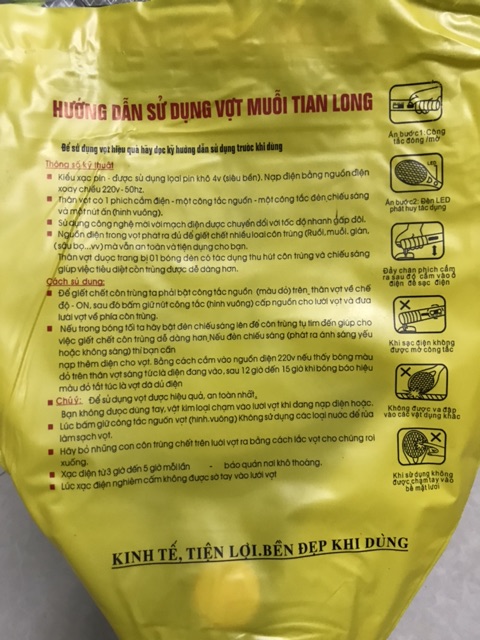 HƯỚNG DẪN SỬ DỤNG VỢT MUỖI TIAN LONG
Để sử dụng vợt hiệu quả hãy đọc kỹ hướng dẫn sử dụng trước khi dùng
Thông số kỹ thuật
Kiểu xạc pin - được sử dụng loại pin khô 4v (siêu bền). Nạp điện bằng nguồn điện
xoay chiều 220v - 50hz.
Thân vợt có 1 phích cắm điện - một công tắc nguồn - một công tắc đèn chiếu sáng
và một nút ấn (hình vuông).
Sử dụng công nghệ mới với mạch điện được chuyển đổi với tốc độ nhanh gấp đôi.
Nguồn điện trong vợt phát ra đủ để giết chết nhiều loại côn trùng (Ruồi, muỗi, gián,
(sâu bọ...vv) mà vẫn an toàn và tiện dụng cho bạn.
Thân vợt được trang bị 01 bóng đèn có tác dụng thu hút côn trùng và chiếu sáng
giúp việc tiêu diệt côn trùng được dễ dàng hơn.
Cách sử dụng:
Để giết chết côn trùng ta phải bật công tắc nguồn (màu đỏ) trên, thân vợt về chế
độ - ON, sau đó bấm giữ nút công tắc (hình vuông) cấp nguồn cho lưới vợt và đưa
lưới vợt về phía côn trùng.
Nếu trong bóng tối ta hãy bật đèn chiếu sáng lên để côn trùng tụ tìm đến giúp cho
việc giết chết côn trùng dễ dàng hơn, Nếu đèn chiếu sáng (phát ra ánh sáng yếu
hoặc không sáng) thì bạn cần
nạp thêm điện cho vợt. Bằng cách cắm vào nguồn điện 220v nếu thấy bóng màu
đỏ trên thân vợt sáng tức là điện đang vào, sau 12 giờ đến 15 giờ khi bóng báo hiệu
màu đỏ tắt tức là vợt đã đủ điện
Chú ý: Để sử dụng vợt được hiệu quả, an toàn nhất,
Bạn không được dùng tay, vật kim loại chạm vào lưới vợt khi đang nạp điện hoặc.
Lúc bấm giữ công tắc nguồn vợt (hình vuông) Không sử dụng các loại nước để rửa
làm sạch vợt.
Hãy bỏ những con côn trùng chết trên lưới vợt ra bằng cách lắc vợt cho chúng rơi
xuống.
Xạc điện từ 3 giờ đến 5 giờ mỗi lần - bảo quản nơi khô thoáng.
Lúc xạc điện nghiêm cấm không được sờ tay vào lưới vợt
KINH TẾ, TIỆN LỢI.BỀN ĐẸP KHI DÙNG
Ấn bước1: Công
tắc đóng /mở
LED
Ấn bước2: Đèn LED
phát huy tác dụng
Đẩy chân phích cắm
ra sau đó cắm vào ổ
điện để sạc điện
Khi sạc điện không
được mở công tắc
Không được va đập
vào các vật dụng khác
Khi sử dụng không
được chạm tay vào
bề mặt lưới